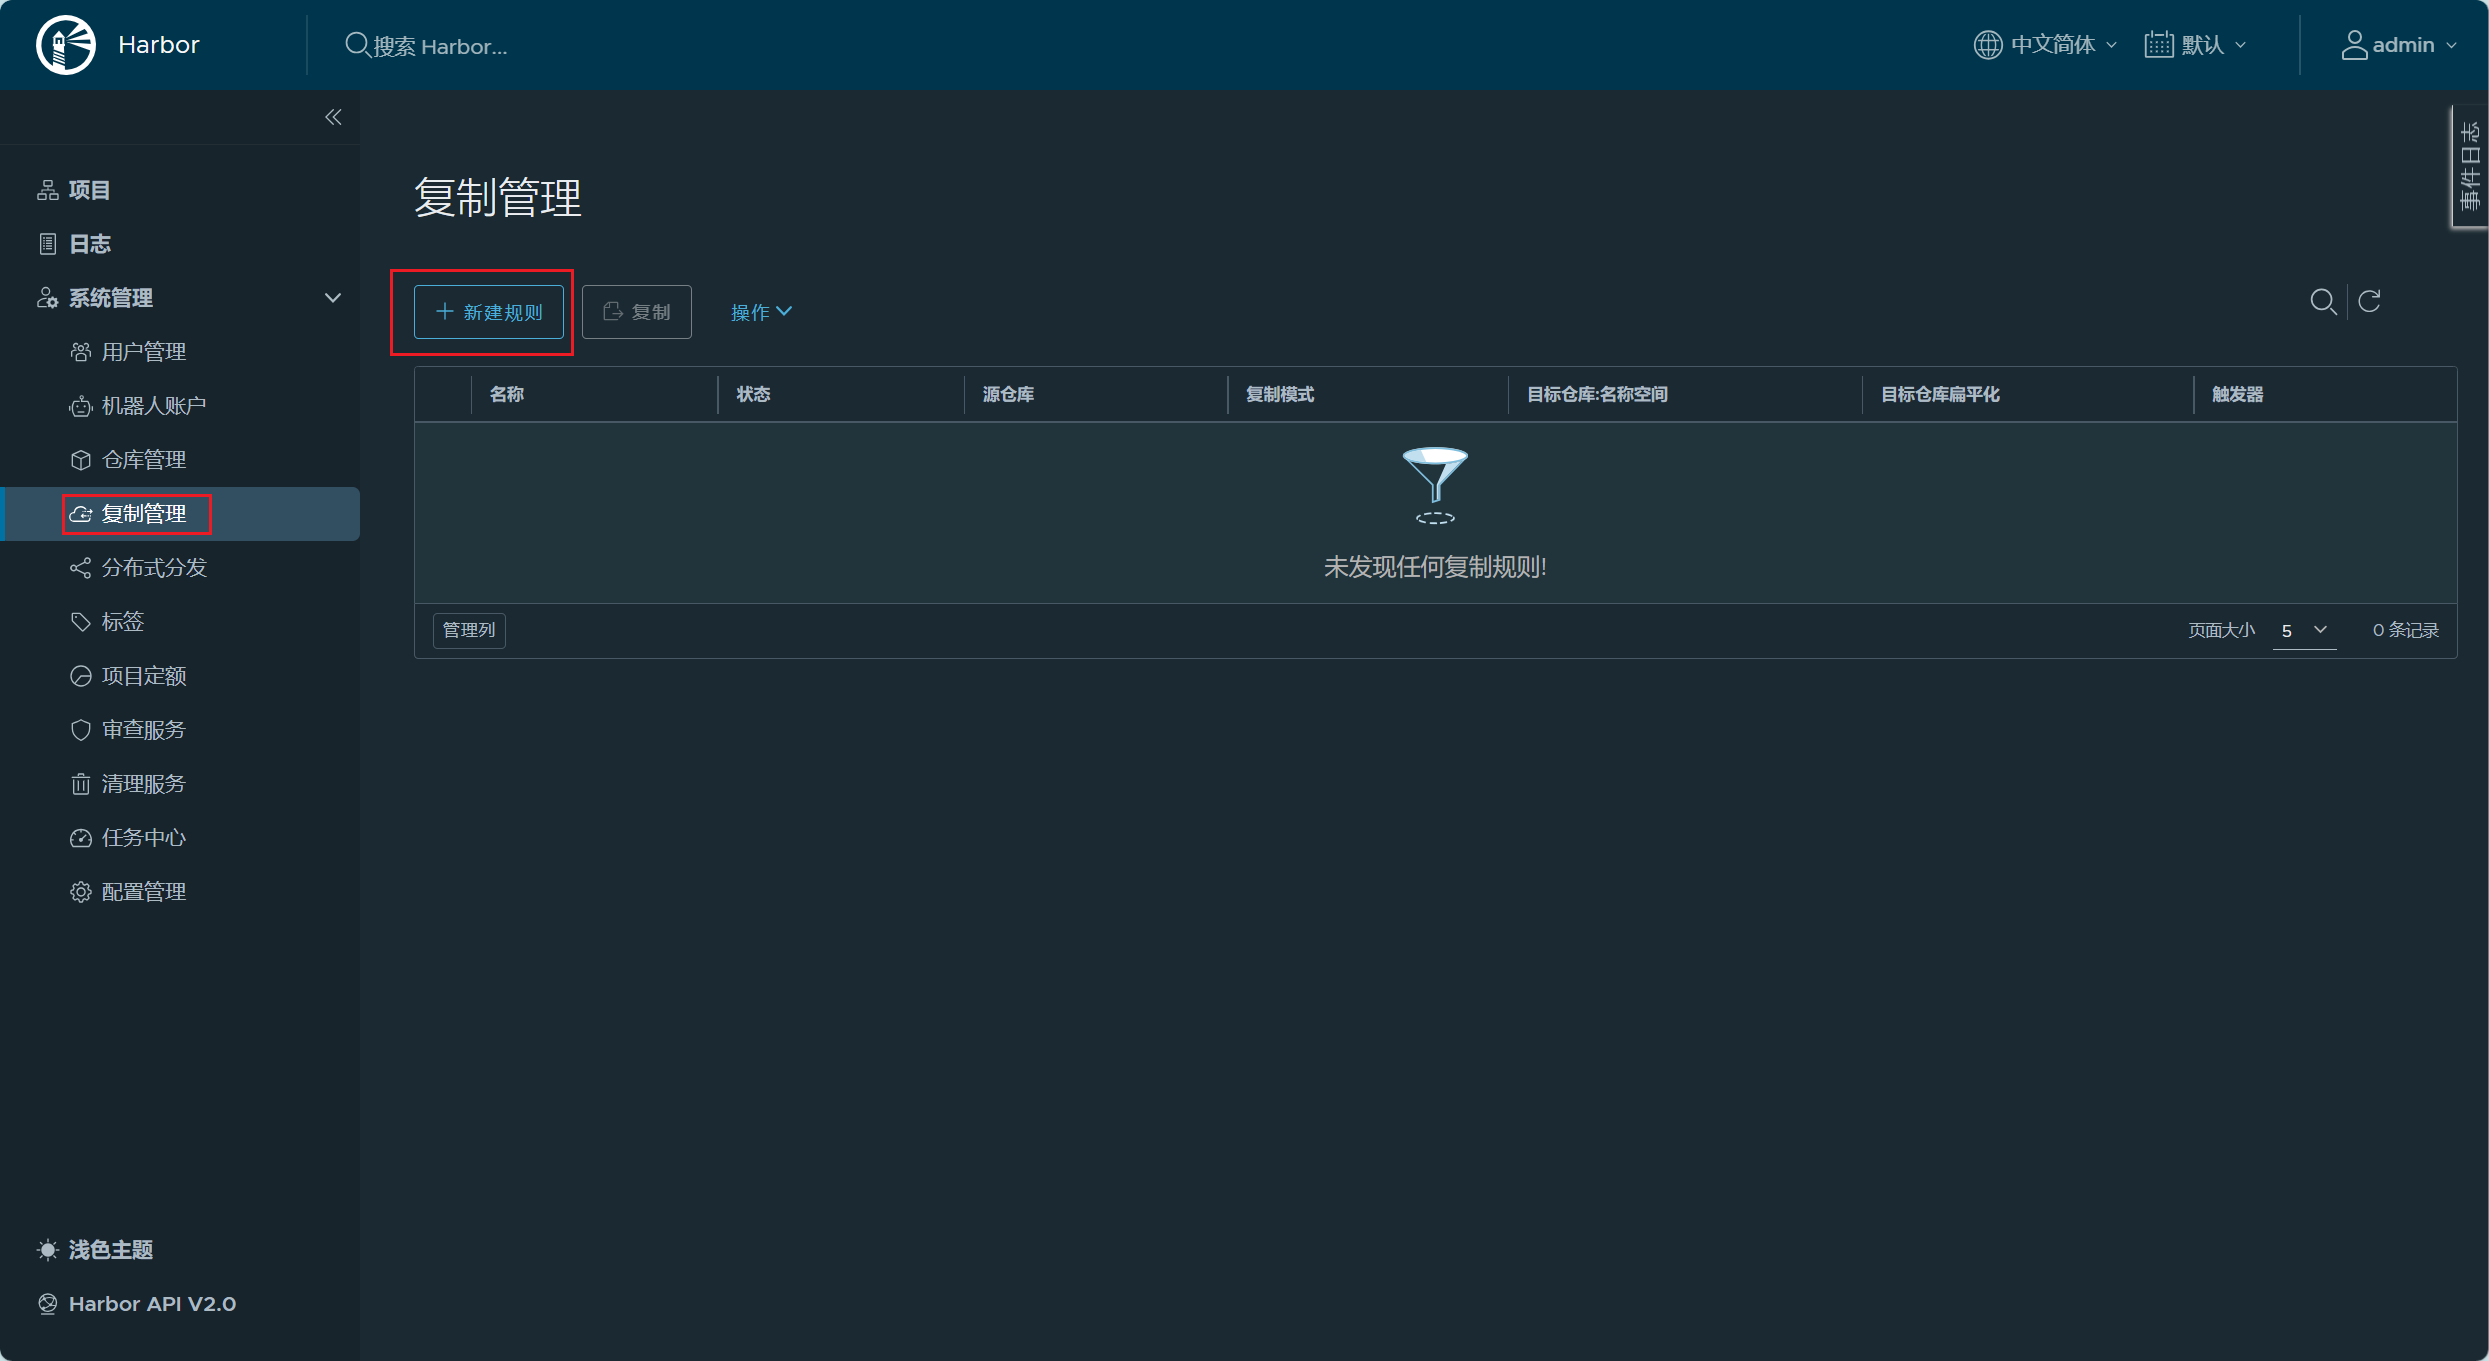 Harbor
搜索 Harbor...
中文简体
默认
admin
事件日志
项目
日志
系统管理
用户管理
机器人账户
仓库管理
复制管理
分布式分发
标签
项目定额
审查服务
清理服务
任务中心
配置管理
浅色主题
Harbor API V2.0
复制管理
新建规则
复制
操作
名称
状态
源仓库
复制模式
目标仓库:名称空间
目标仓库扁平化
触发器
未发现任何复制规则!
管理列
页面大小
5
0 条记录